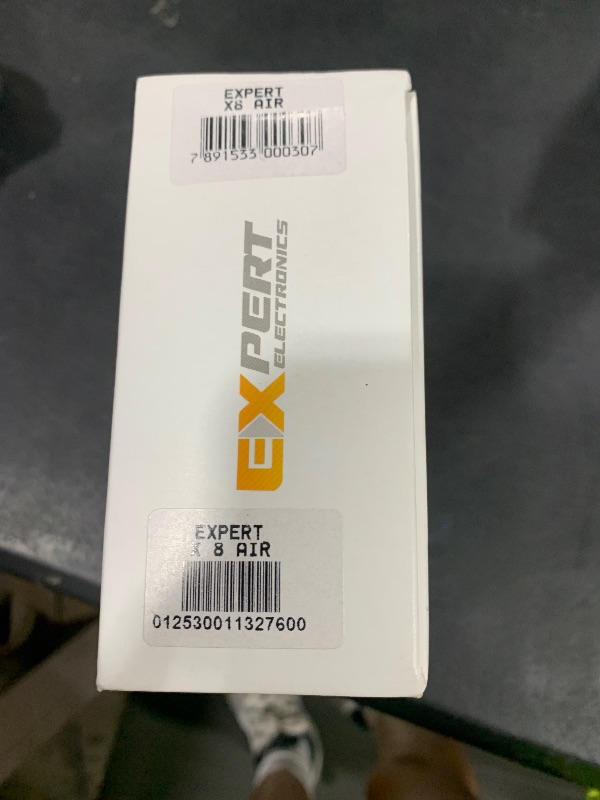 EXPERT
X8 AIR
7 891533 000307
EXPERT
ELECTRONICS
EXPERT
X 8 AIR
012530011327600